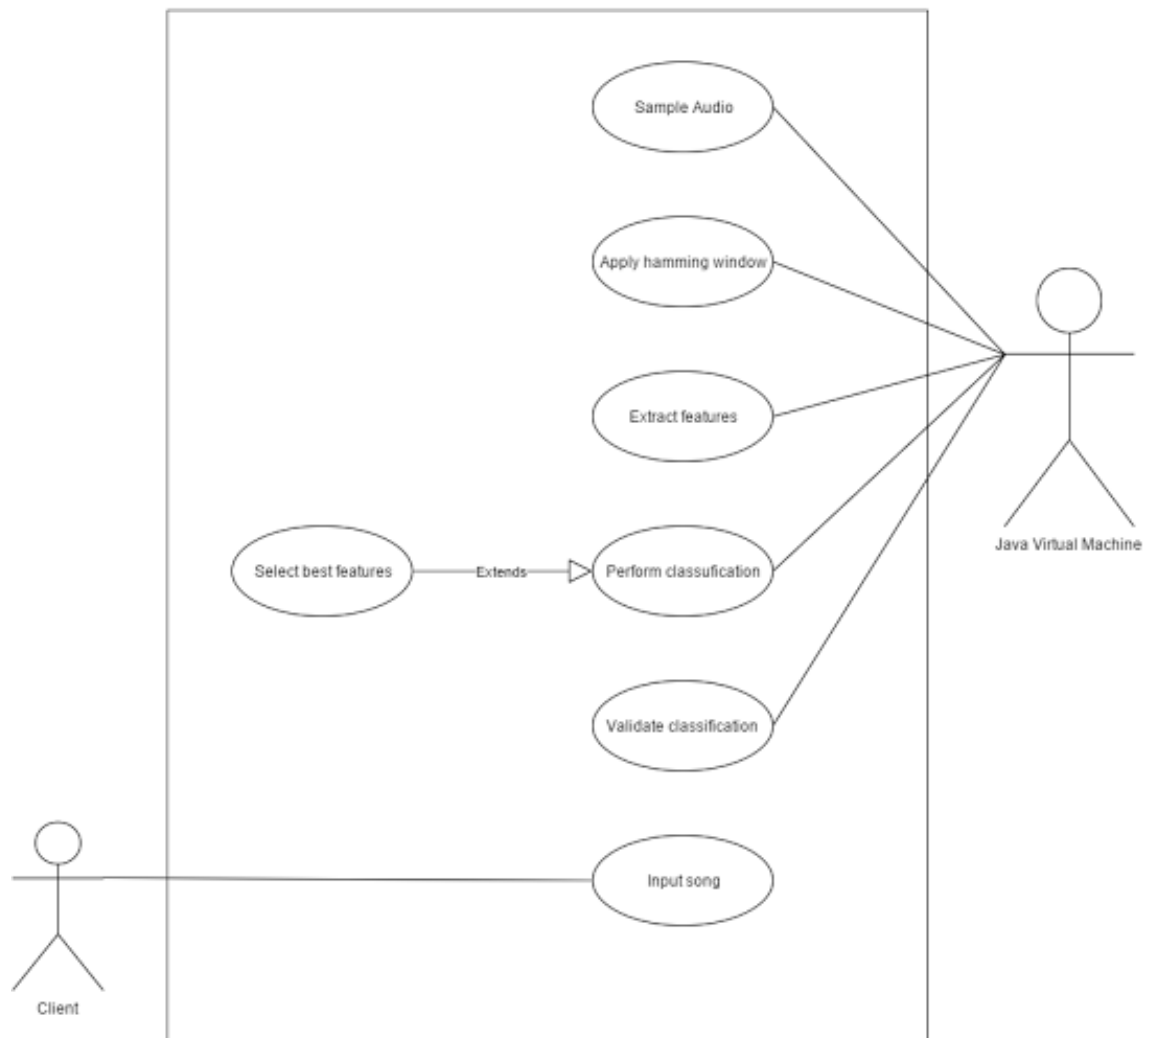 Sample Audio
Apply hamming window
Extract features
Java Virtual Machine
Select best features
Extends
Perform classufication
Validate classification
Input song
Client